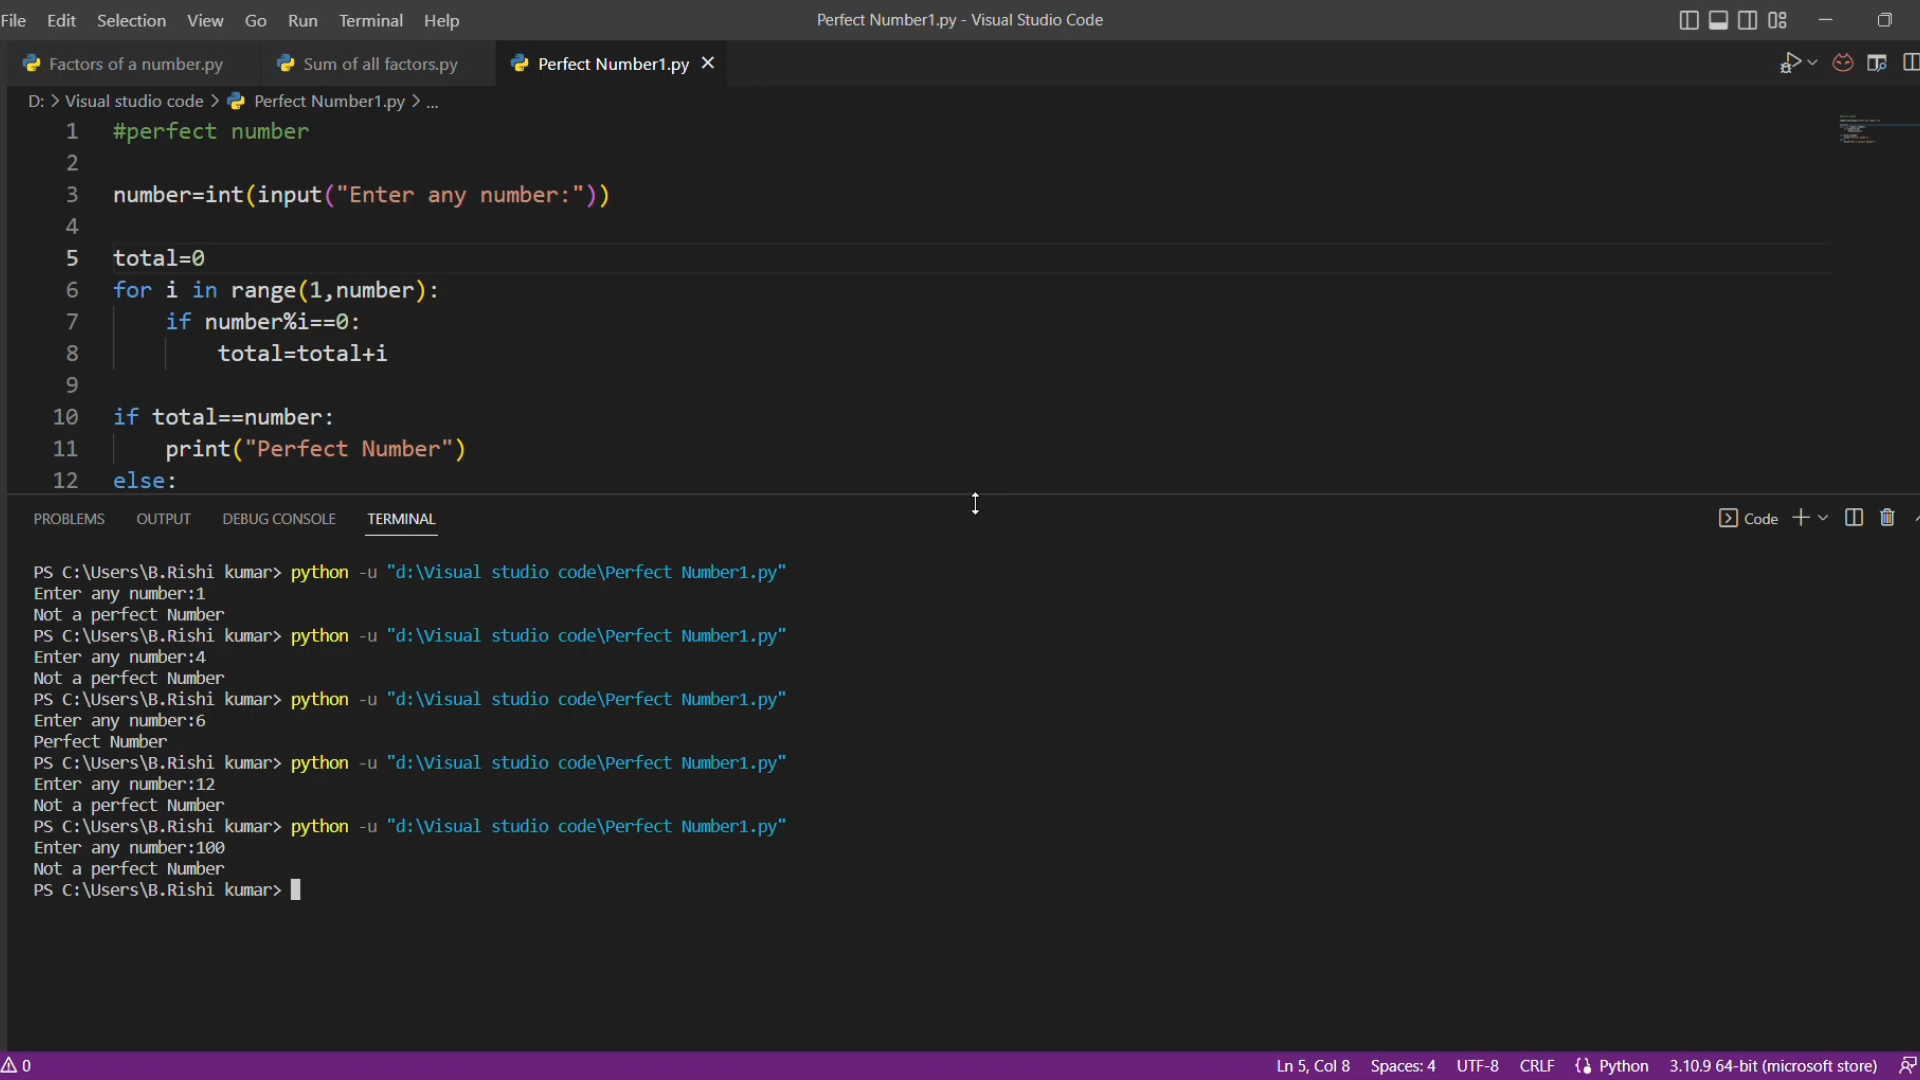 File Edit Selection View Go Run Terminal Help Perfect Number1.py - Visual Studio Code
Factors of a number.py Sum of all factors.py Perfect Number1.py
D: > Visual studio code > Perfect Number1.py > ...
1 #perfect number
2
3 number=int(input("Enter any number:"))
4
5 total=0
6 for i in range(1,number):
7 if number%i==0:
8 total=total+i
9
10 if total==number:
11 print("Perfect Number")
12 else:
PROBLEMS OUTPUT DEBUG CONSOLE TERMINAL Code
PS C:\Users\B.Rishi kumar> python -u "d:\Visual studio code\Perfect Number1.py"
Enter any number:1
Not a perfect Number
PS C:\Users\B.Rishi kumar> python -u "d:\Visual studio code\Perfect Number1.py"
Enter any number:4
Not a perfect Number
PS C:\Users\B.Rishi kumar> python -u "d:\Visual studio code\Perfect Number1.py"
Enter any number:6
Perfect Number
PS C:\Users\B.Rishi kumar> python -u "d:\Visual studio code\Perfect Number1.py"
Enter any number:12
Not a perfect Number
PS C:\Users\B.Rishi kumar> python -u "d:\Visual studio code\Perfect Number1.py"
Enter any number:100
Not a perfect Number
PS C:\Users\B.Rishi kumar>
0 Ln 5, Col 8 Spaces: 4 UTF-8 CRLF Python 3.10.9 64-bit (microsoft store)